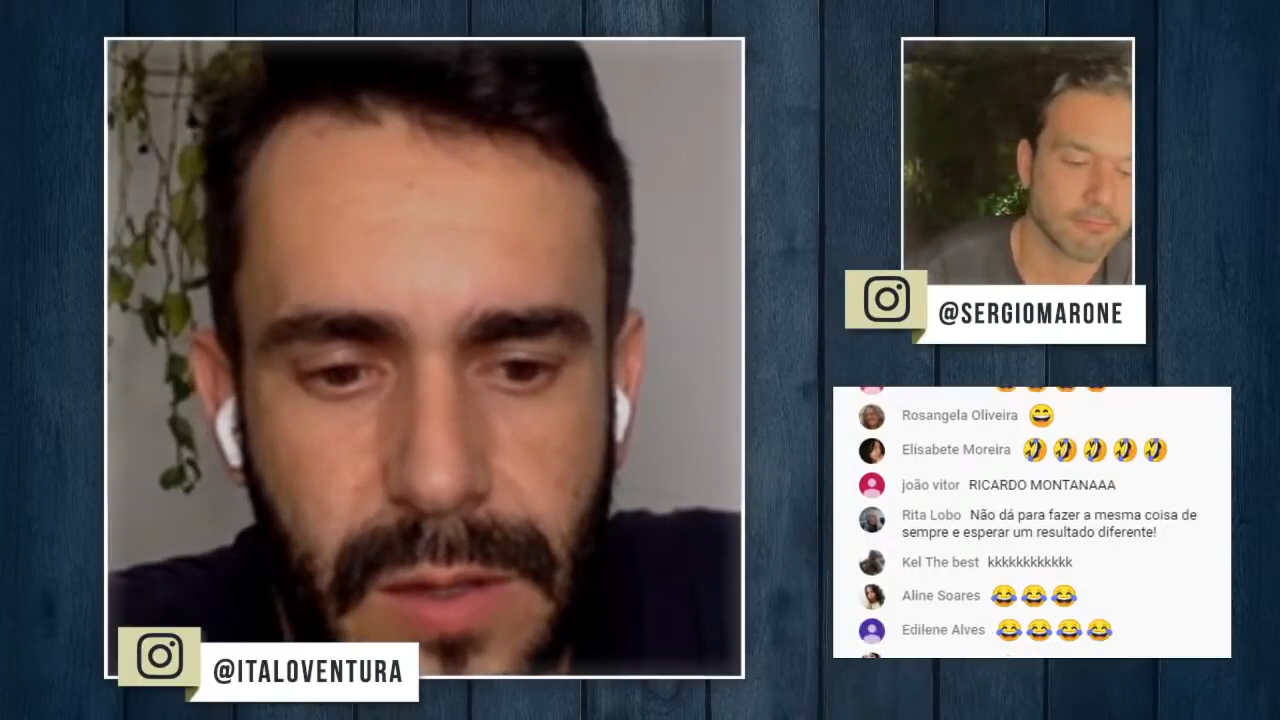 @ITALOVENTURA
@SERGIOMARONE
Rosangela Oliveira
Elisabete Moreira
joão vitor RICARDO MONTANAAA
Rita Lobo Não dá para fazer a mesma coisa de
sempre e esperar um resultado diferente!
Kel The best kkkkkkkkkkkk
Aline Soares
Edilene Alves